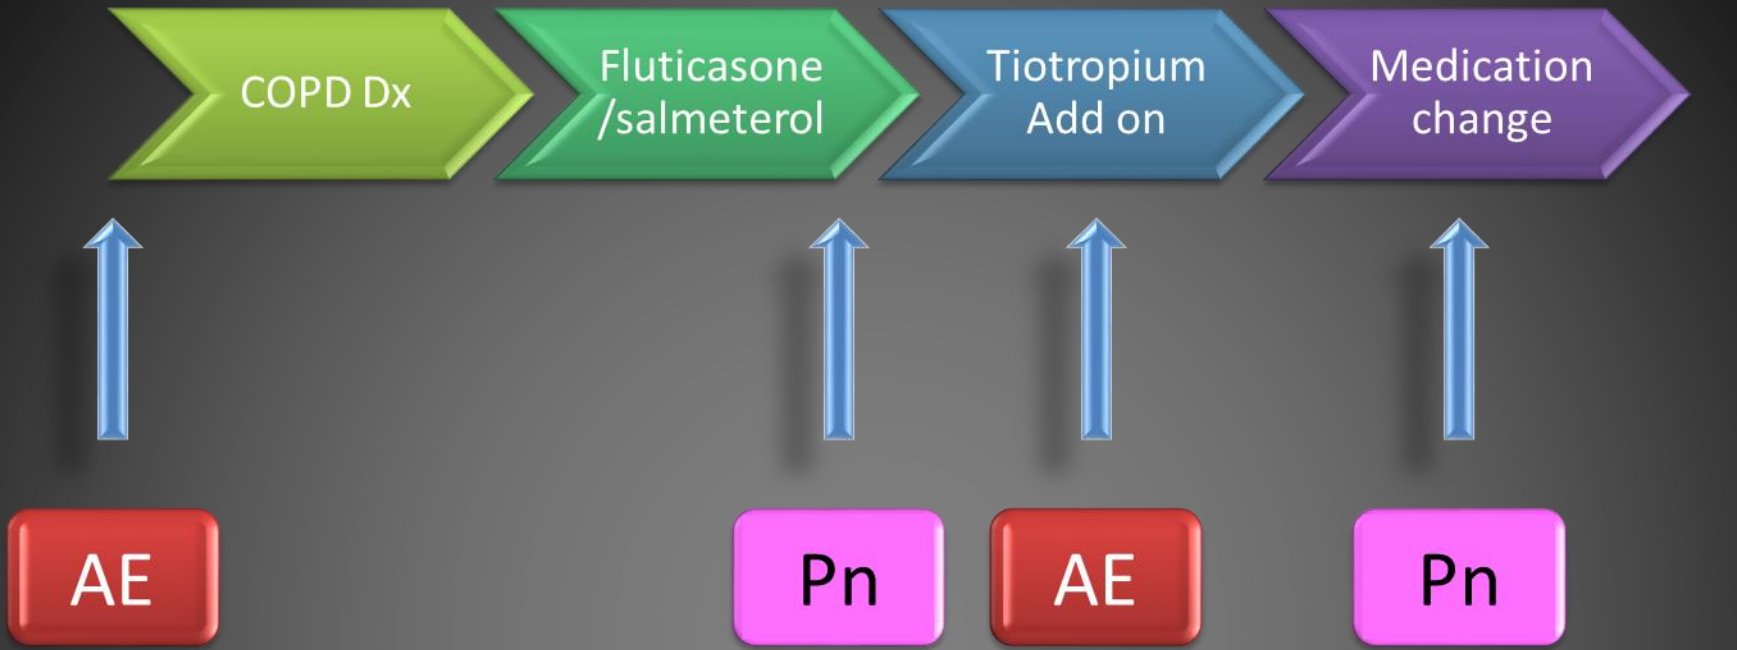 COPD Dx
Fluticasone
/salmeterol
Tiotropium
Add on
Medication
change
AE
Pn
AE
Pn